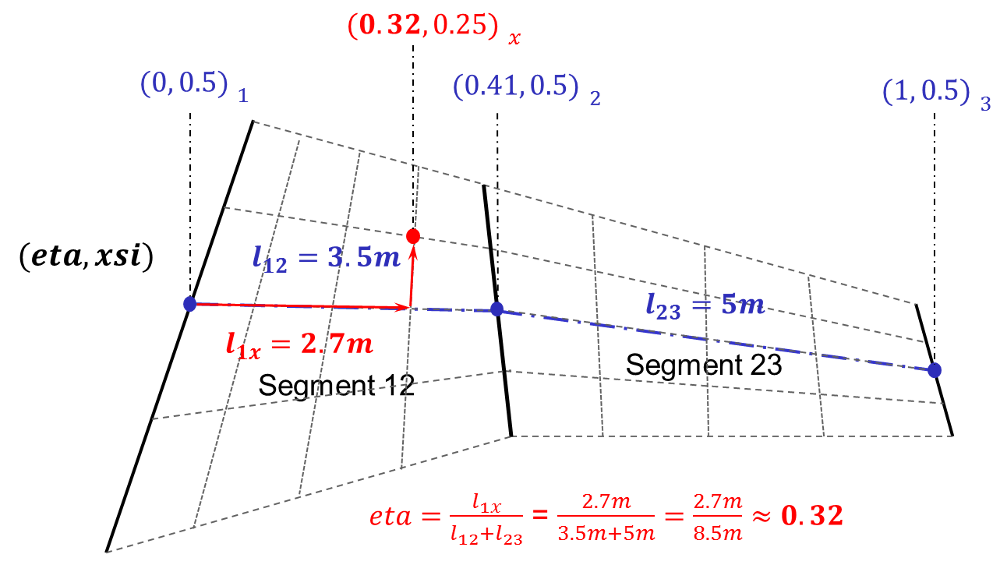 (0.32, 0.25) x
(0, 0.5) 1
(0.41, 0.5) 2
(1, 0.5) 3
(eta, xsi)
l12 = 3.5m
l23 = 5m
l1x = 2.7m
Segment 12
Segment 23
eta = l1x / l12+l23 = 2.7m / 3.5m+5m = 2.7m / 8.5m ≈ 0.32